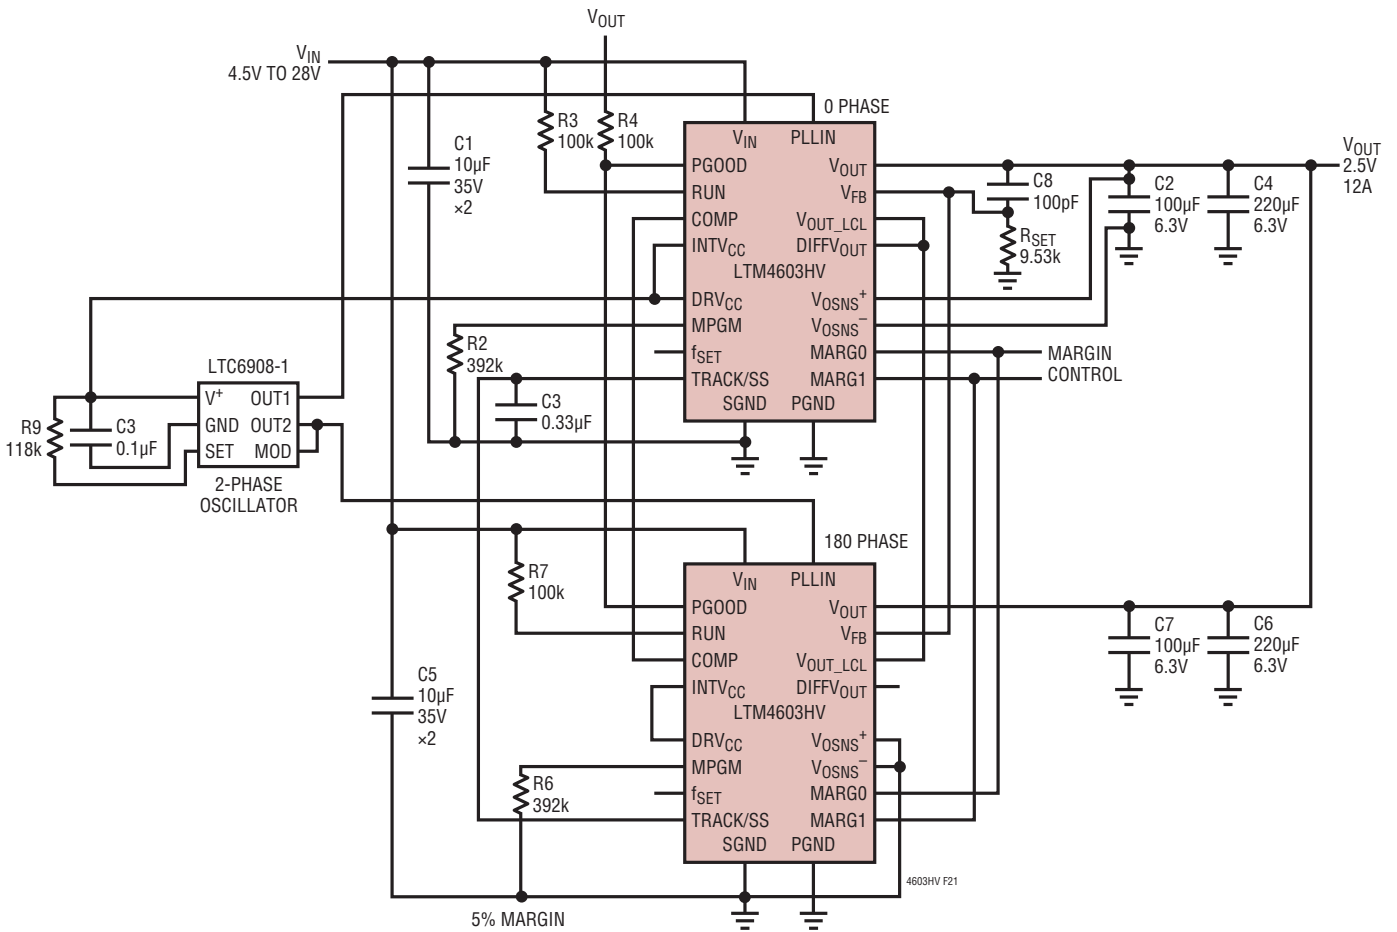 VOUT
VIN
4.5V TO 28V
0 PHASE
C1
10µF
35V
×2
R3
100k
R4
100k
VIN
PLLIN
PGOOD
RUN
COMP
INTVCC
DRVCC
MPGM
fSET
TRACK/SS
SGND
PGND
LTM4603HV
VOUT
VFB
VOUT_LCL
DIFFVOUT
VOSNS+
VOSNS–
MARG0
MARG1
C8
100pF
RSET
9.53k
C2
100µF
6.3V
C4
220µF
6.3V
VOUT
2.5V
12A
MARGIN
CONTROL
R2
392k
C3
0.33µF
LTC6908-1
V+
GND
SET
OUT1
OUT2
MOD
R9
118k
C3
0.1µF
2-PHASE
OSCILLATOR
180 PHASE
R7
100k
C5
10µF
35V
×2
R6
392k
VIN
PLLIN
PGOOD
RUN
COMP
INTVCC
DRVCC
MPGM
fSET
TRACK/SS
SGND
PGND
LTM4603HV
VOUT
VFB
VOUT_LCL
DIFFVOUT
VOSNS+
VOSNS–
MARG0
MARG1
C7
100µF
6.3V
C6
220µF
6.3V
4603HV F21
5% MARGIN